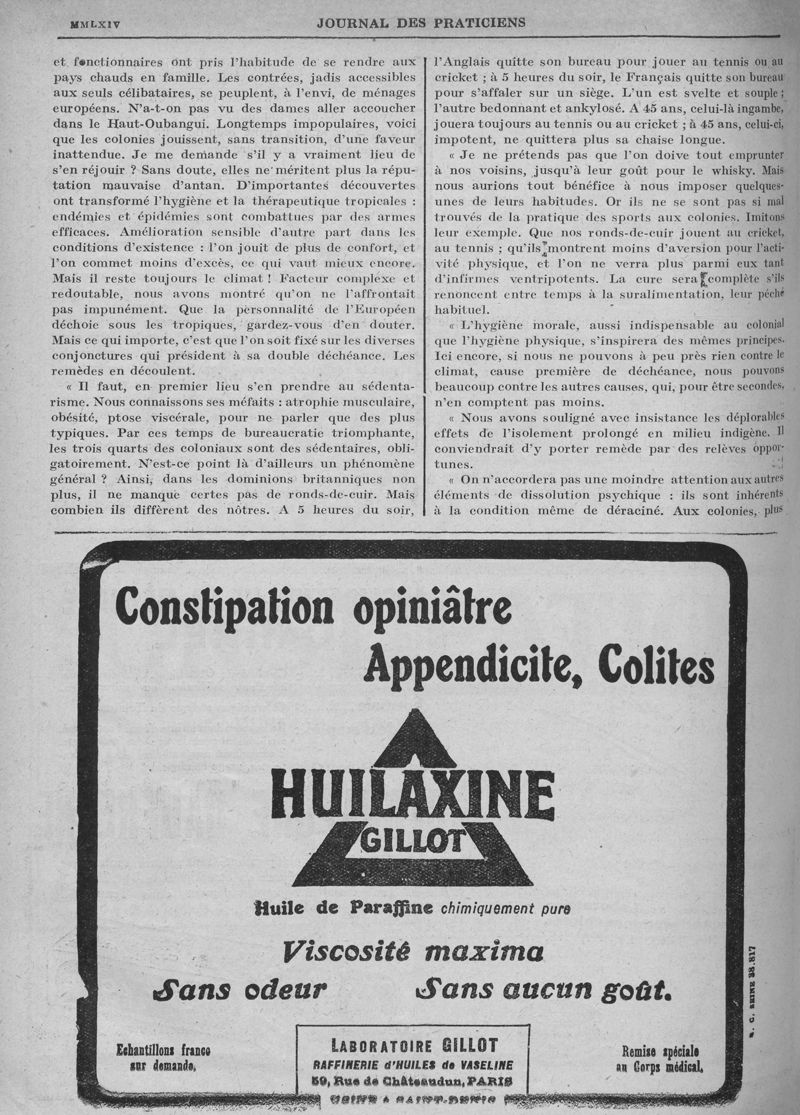 MMLXIV
JOURNAL DES PRATICIENS
et fonctionnaires ont pris l'habitude de se rendre aux
pays chauds en famille. Les contrées, jadis accessibles
aux seuls célibataires, se peuplent, à l'envi, de ménages
européens. N'a-t-on pas vu des dames aller accoucher
dans le Haut-Oubangui. Longtemps impopulaires, voici
que les colonies jouissent, sans transition, d'une faveur
inattendue. Je me demande s'il y a vraiment lieu de
s'en réjouir ? Sans doute, elles ne méritent plus la répu-
tation mauvaise d'antan. D'importantes découvertes
ont transformé l'hygiène et la thérapeutique tropicales :
endémies et épidémies sont combattues par des armes
efficaces. Amélioration sensible d'autre part dans les
conditions d'existence : l'on jouit de plus de confort, et
l'on commet moins d'excès, ce qui vaut mieux encore.
Mais il reste toujours le climat ! Facteur complexe et
redoutable, nous avons montré qu'on ne l'affrontait
pas impunément. Que la personnalité de l'Européen
déchoie sous les tropiques, gardez-vous d'en douter.
Mais ce qui importe, c'est que l'on soit fixé sur les diverses
conjonctures qui président à sa double déchéance. Les
remèdes en découlent.
« Il faut, en premier lieu s'en prendre au sédenta-
risme. Nous connaissons ses méfaits : atrophie musculaire,
obésité, ptose viscérale, pour ne parler que des plus
typiques. Par ces temps de bureaucratie triomphante,
les trois quarts des coloniaux sont des sédentaires, obli-
gatoirement. N'est-ce point là d'ailleurs un phénomène
général ? Ainsi, dans les dominions britanniques non
plus, il ne manque certes pas de ronds-de-cuir. Mais
combien ils diffèrent des nôtres. A 5 heures du soir,
l'Anglais quitte son bureau pour jouer au tennis ou au
cricket ; à 5 heures du soir, le Français quitte son bureau
pour s'affaler sur un siège. L'un est svelte et souple ;
l'autre bedonnant et ankylosé. A 45 ans, celui-là ingambe,
jouera toujours au tennis ou au cricket ; à 45 ans, celui-ci,
impotent, ne quittera plus sa chaise longue.
« Je ne prétends pas que l'on doive tout emprunter
à nos voisins, jusqu'à leur goût pour le whisky. Mais
nous aurions tout bénéfice à nous imposer quelques-
unes de leurs habitudes. Or ils ne se sont pas si mal
trouvés de la pratique des sports aux colonies. Imitons
leur exemple. Que nos ronds-de-cuir jouent au cricket,
au tennis ; qu'ils montrent moins d'aversion pour l'acti-
vité physique, et l'on ne verra plus parmi eux tant
d'infirmes ventripotents. La cure sera complète s'ils
renoncent entre temps à la suralimentation, leur péché
habituel.
« L'hygiène morale, aussi indispensable au colonial
que l'hygiène physique, s'inspirera des mêmes principes.
Ici encore, si nous ne pouvons à peu près rien contre le
climat, cause première de déchéance, nous pouvons
beaucoup contre les autres causes, qui, pour être secondes,
n'en comptent pas moins.
« Nous avons souligné avec insistance les déplorables
effets de l'isolement prolongé en milieu indigène. Il
conviendrait d'y porter remède par des relèves oppor-
tunes.
« On n'accordera pas une moindre attention aux autres
éléments de dissolution psychique : ils sont inhérents
à la condition même de déraciné. Aux colonies, plus
Constipation opiniâtre
Appendicite, Colites
HUILAXINE
GILLOT
Huile de Paraffine chimiquement pure
Viscosité maxima
Sans odeur Sans aucun goût.
Echantillons franco
sur demande.
LABORATOIRE GILLOT
RAFFINERIE d'HUILES de VASELINE
59, Rue de Châteaudun, PARIS
USINE A SAINT-DENIS
Remise spéciale
au Corps médical.
R. C. SEINE 38.817